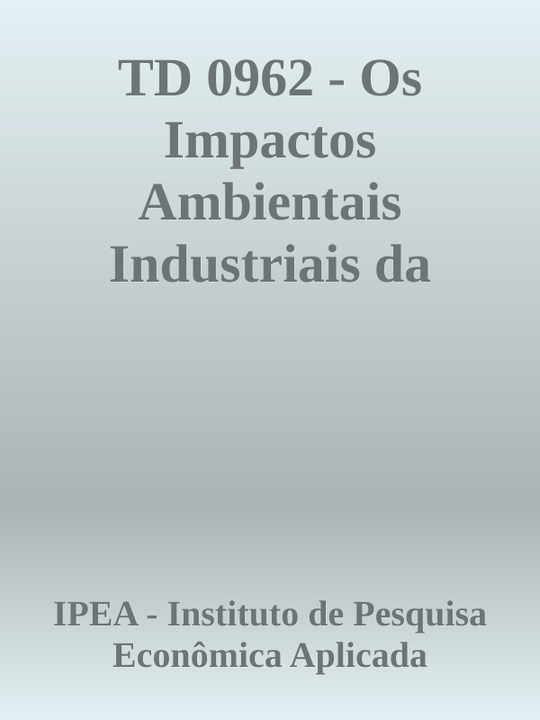 TD 0962 - Os
Impactos
Ambientais
Industriais da
IPEA - Instituto de Pesquisa
Econômica Aplicada